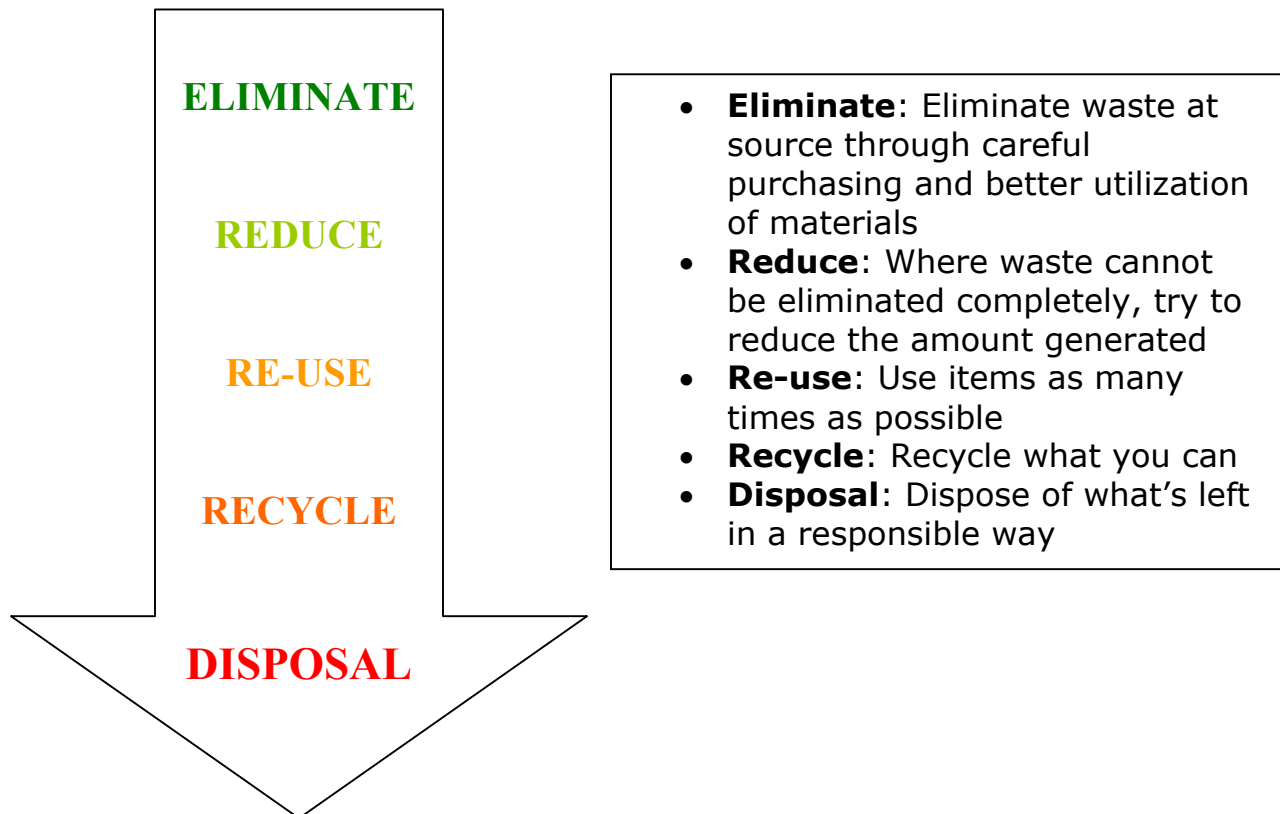 ELIMINATE
REDUCE
RE-USE
RECYCLE
DISPOSAL
• Eliminate: Eliminate waste at
source through careful
purchasing and better utilization
of materials
• Reduce: Where waste cannot
be eliminated completely, try to
reduce the amount generated
• Re-use: Use items as many
times as possible
• Recycle: Recycle what you can
• Disposal: Dispose of what’s left
in a responsible way